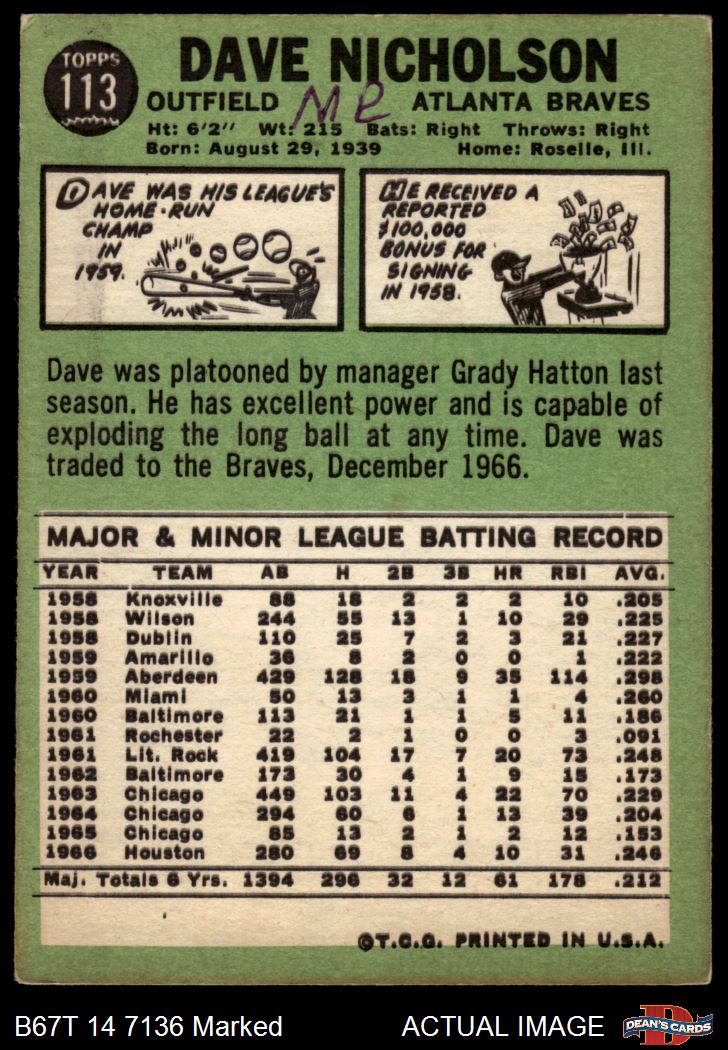 TOPPS
113
DAVE NICHOLSON
OUTFIELD MR ATLANTA BRAVES
Ht: 6'2" Wt: 215 Bats: Right Throws: Right
Born: August 29, 1939 Home: Roselle, Ill.
DAVE WAS HIS LEAGUE'S
HOME-RUN
CHAMP
IN
1959.
HE RECEIVED A
REPORTED
$100,000
BONUS FOR
SIGNING
IN 1958.
Dave was platooned by manager Grady Hatton last
season. He has excellent power and is capable of
exploding the long ball at any time. Dave was
traded to the Braves, December 1966.
MAJOR & MINOR LEAGUE BATTING RECORD
YEAR TEAM AB H 2B 3B HR RBI AVG.
1958 Knoxville 88 18 2 2 2 10 .205
1958 Wilson 244 55 13 1 10 29 .225
1958 Dublin 110 25 7 2 3 21 .227
1959 Amarillo 36 8 2 0 0 1 .222
1959 Aberdeen 429 128 18 9 35 114 .298
1960 Miami 50 13 3 1 1 4 .260
1960 Baltimore 113 21 1 1 5 11 .186
1961 Rochester 22 2 1 0 0 3 .091
1961 Lit. Rock 419 104 17 7 20 73 .248
1962 Baltimore 173 30 4 1 9 15 .173
1963 Chicago 449 103 11 4 22 70 .229
1964 Chicago 294 60 6 1 13 39 .204
1965 Chicago 85 13 2 1 2 12 .153
1966 Houston 280 69 8 4 10 31 .246
Maj. Totals 6 Yrs. 1394 296 32 12 61 178 .212
©T.C.G. PRINTED IN U.S.A.
B67T 14 7136 Marked ACTUAL IMAGE
DEAN'S CARDS